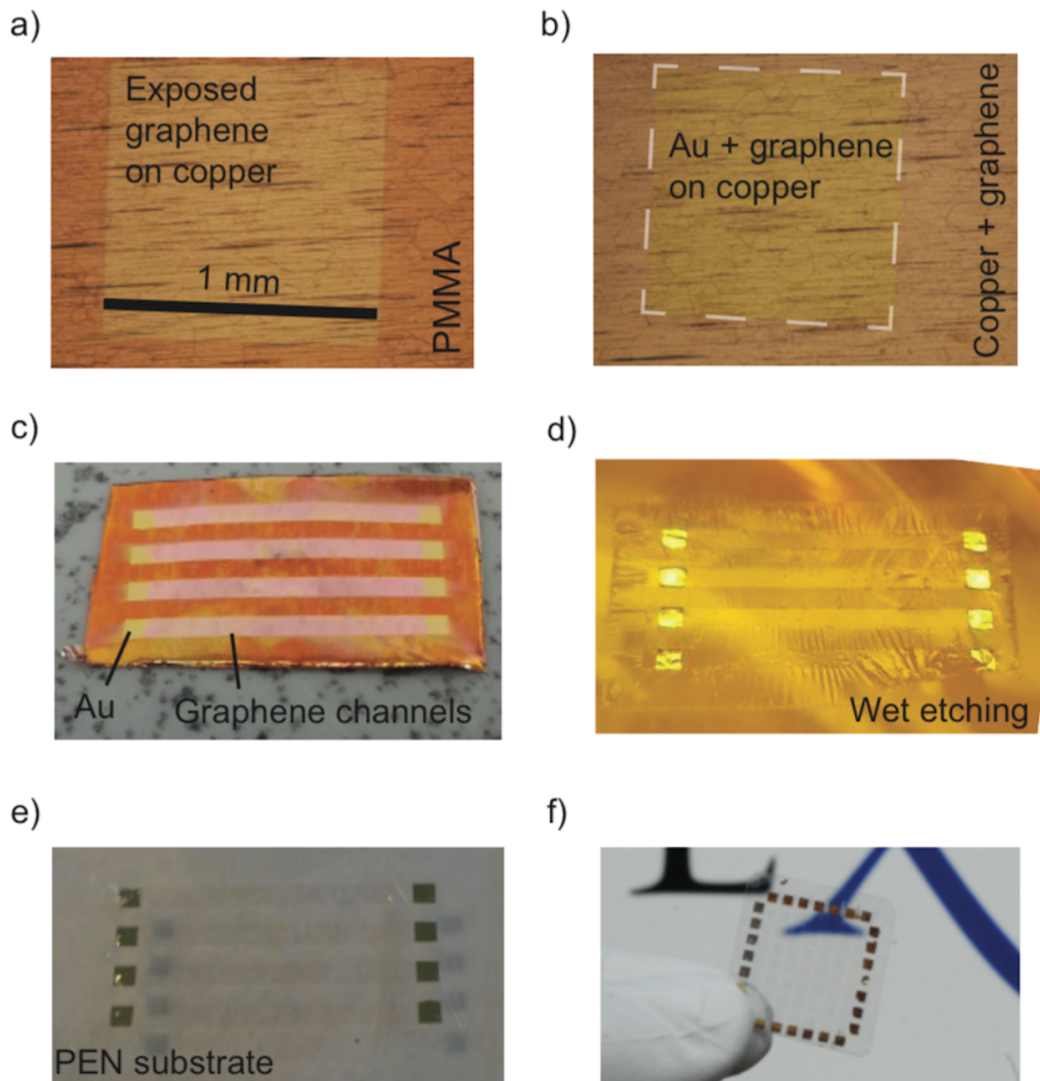 a)
Exposed
graphene
on copper
1 mm
PMMA
b)
Au + graphene
on copper
Copper + graphene
c)
Au
Graphene channels
d)
Wet etching
e)
PEN substrate
f)